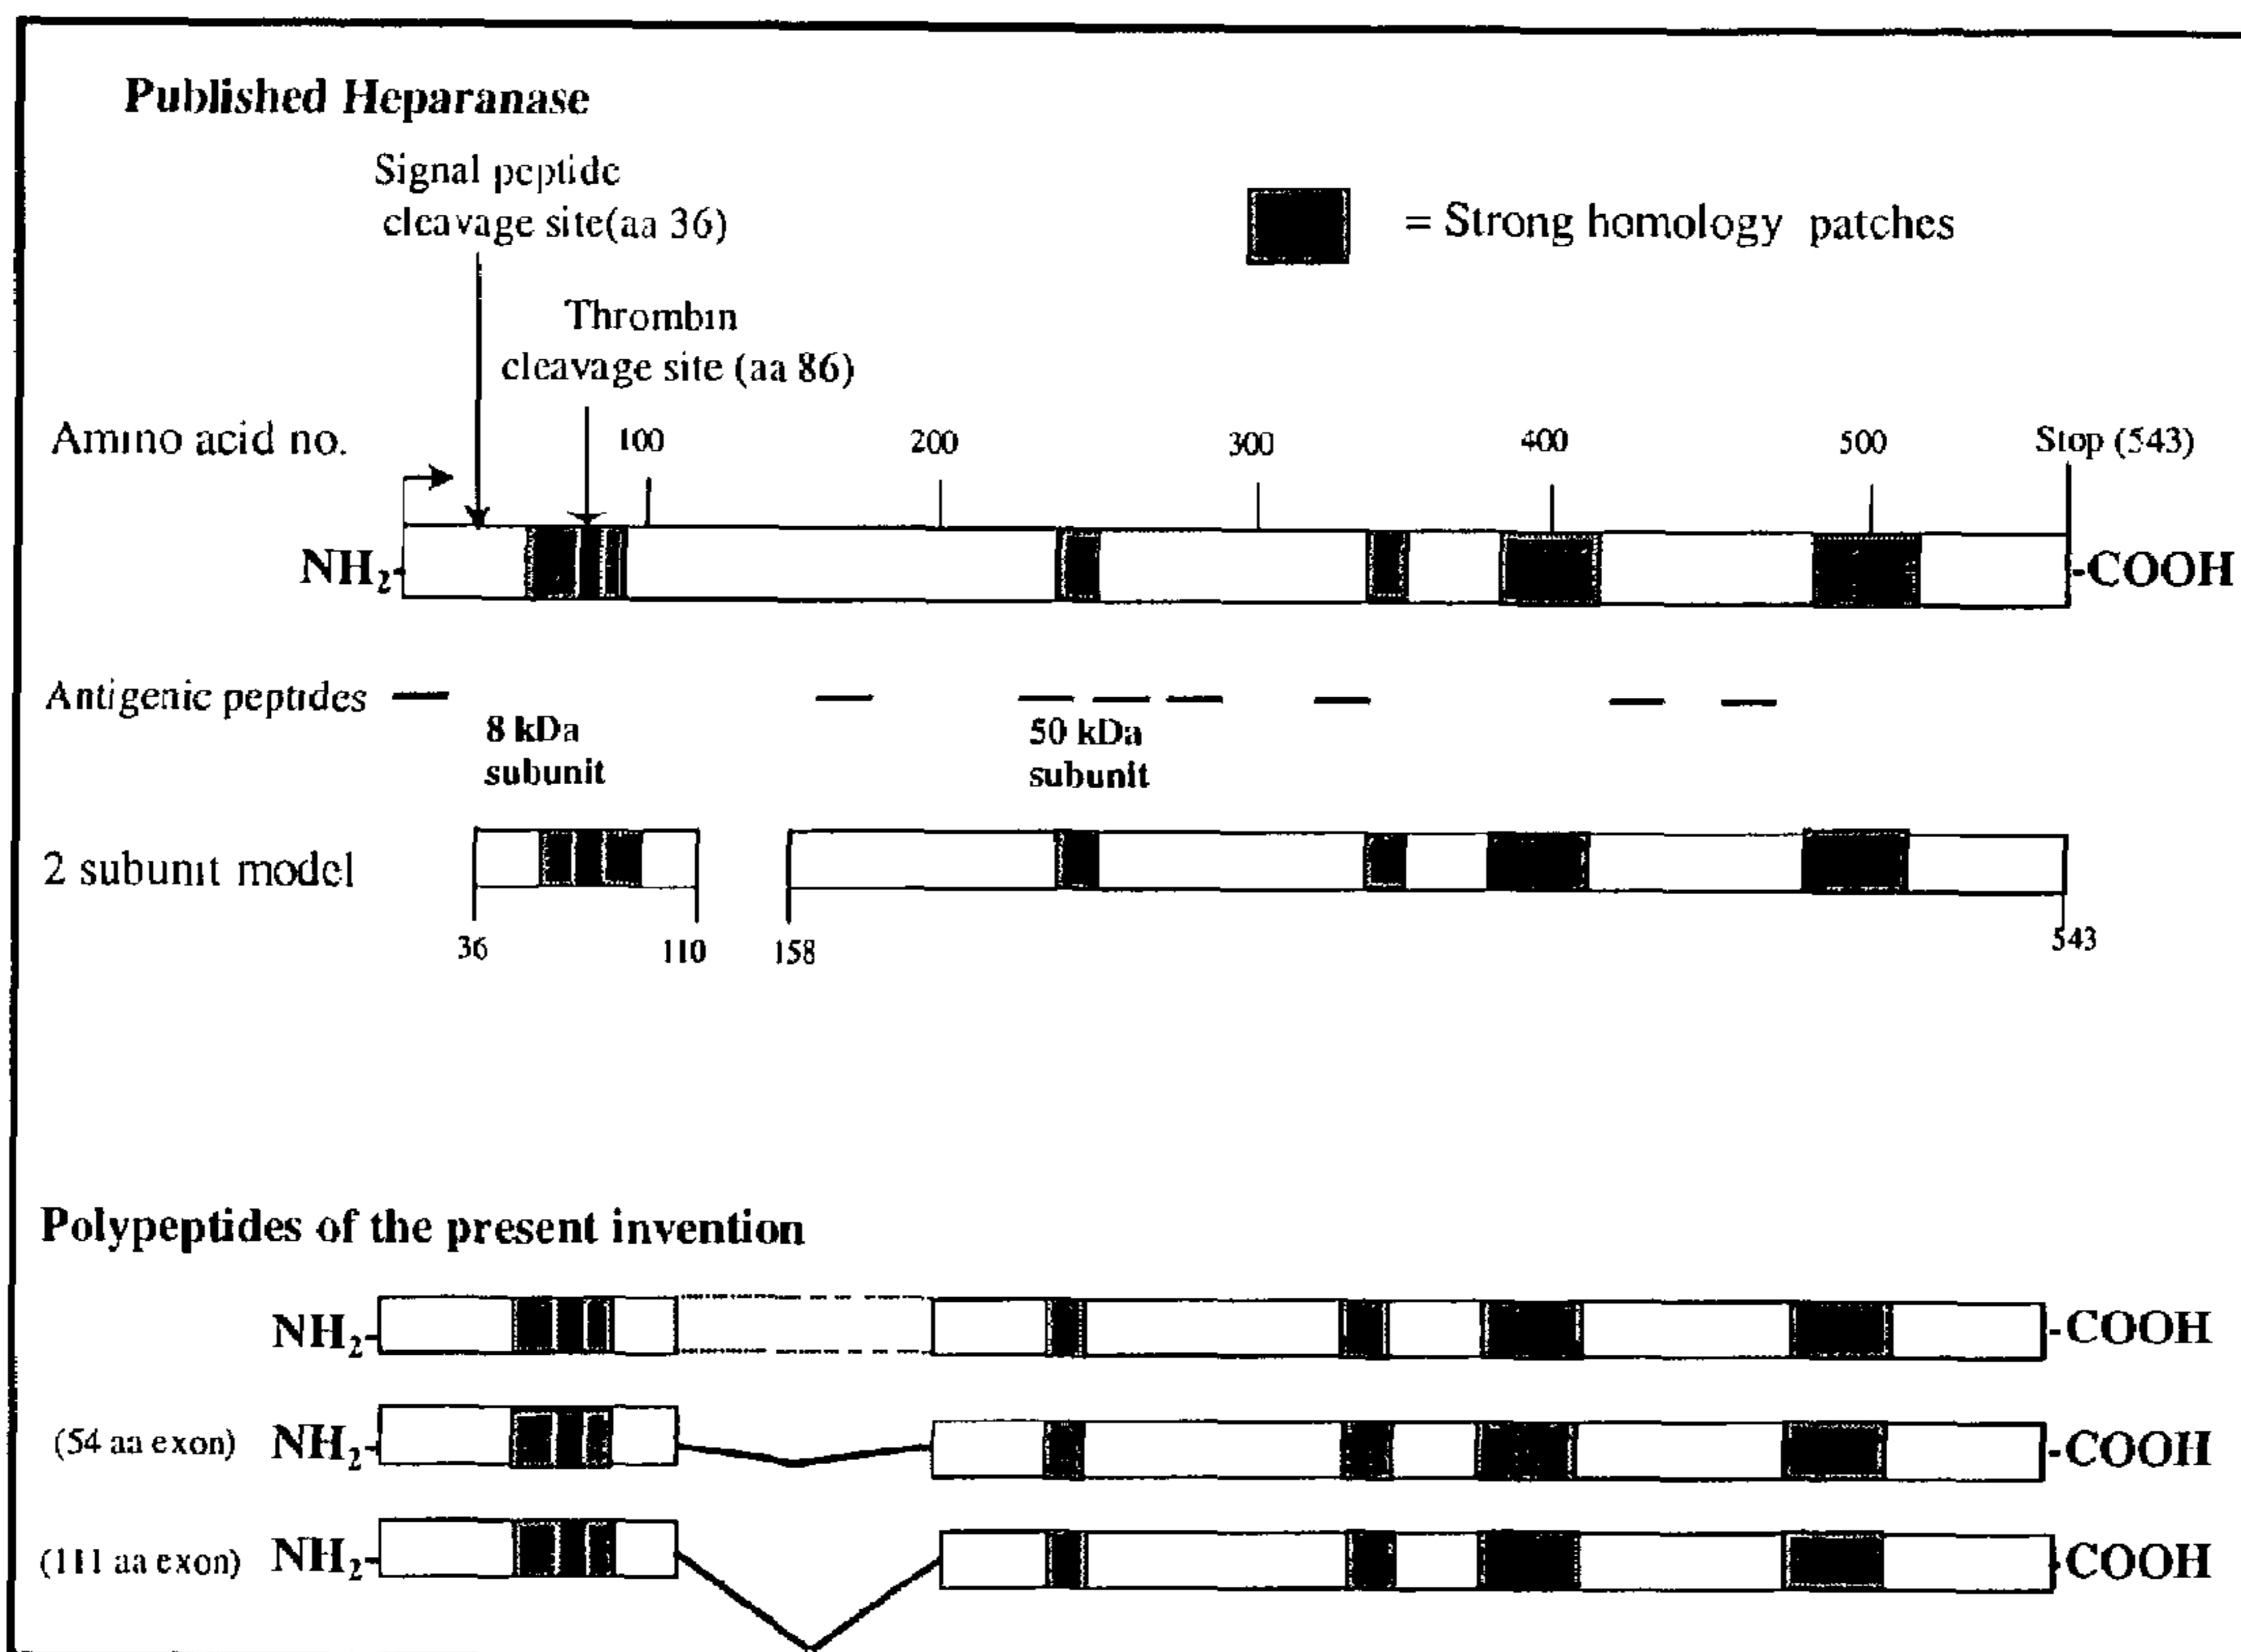 Published Heparanase
Signal peptide
cleavage site(aa 36)
= Strong homology patches
Thrombin
cleavage site (aa 86)
Amino acid no.
100
200
300
400
500
Stop (543)
NH2-
-COOH
Antigenic peptides
8 kDa
subunit
50 kDa
subunit
2 subunit model
36
110
158
543
Polypeptides of the present invention
NH2-
-COOH
(54 aa exon) NH2-
-COOH
(111 aa exon) NH2-
-COOH